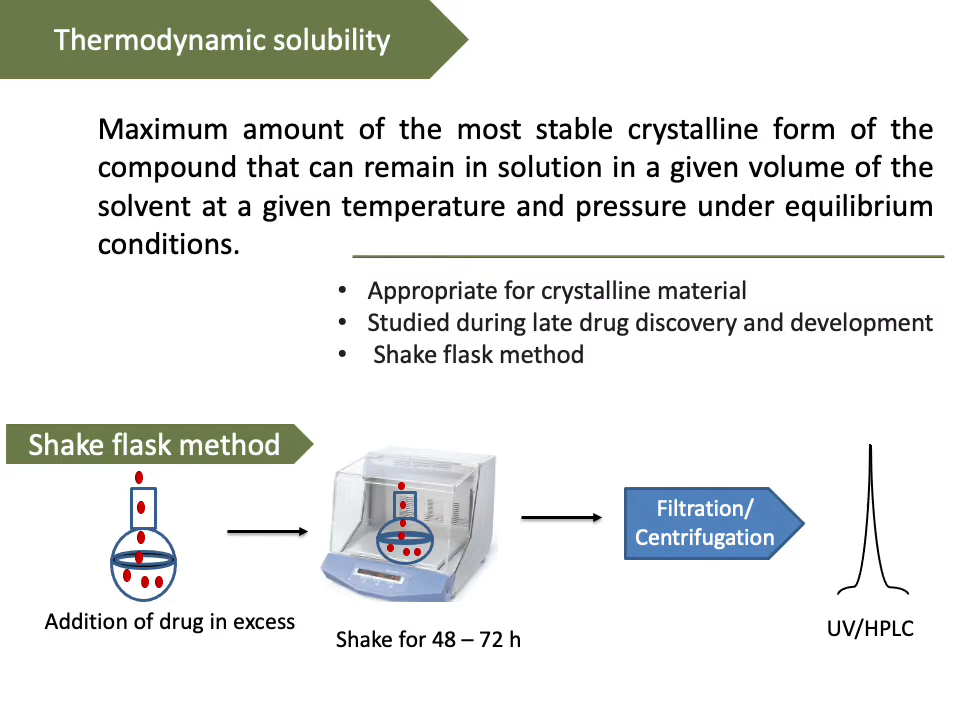 Thermodynamic solubility
Maximum amount of the most stable crystalline form of the
compound that can remain in solution in a given volume of the
solvent at a given temperature and pressure under equilibrium
conditions.
• Appropriate for crystalline material
• Studied during late drug discovery and development
• Shake flask method
Shake flask method
Filtration/
Centrifugation
Addition of drug in excess
Shake for 48 – 72 h
UV/HPLC